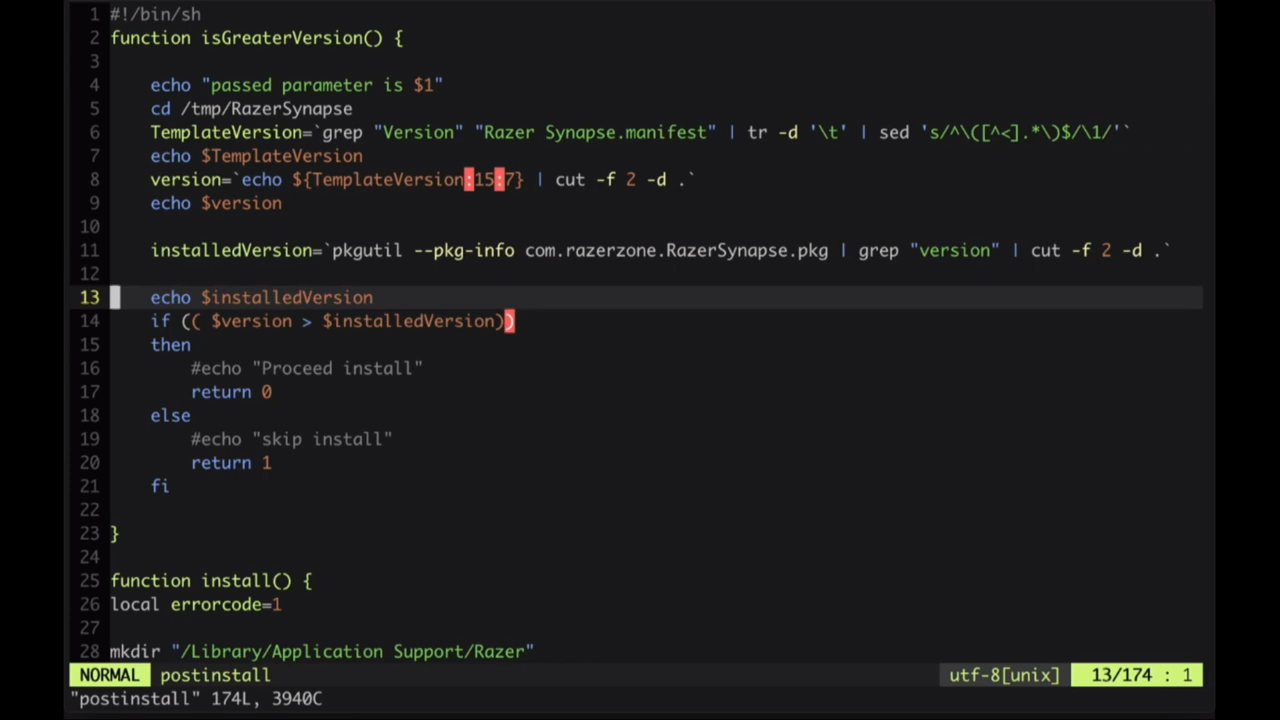 1 #!/bin/sh
2 function isGreaterVersion() {
3
4     echo "passed parameter is $1"
5     cd /tmp/RazerSynapse
6     TemplateVersion=`grep "Version" "Razer Synapse.manifest" | tr -d '\t' | sed 's/^\([^<].*\)$/\1/'`
7     echo $TemplateVersion
8     version=`echo ${TemplateVersion:15:7} | cut -f 2 -d .`
9     echo $version
10
11     installedVersion=`pkgutil --pkg-info com.razerzone.RazerSynapse.pkg | grep "version" | cut -f 2 -d .`
12
13     echo $installedVersion
14     if (( $version > $installedVersion))
15     then
16         #echo "Proceed install"
17         return 0
18     else
19         #echo "skip install"
20         return 1
21     fi
22
23 }
24
25 function install() {
26 local errorcode=1
27
28 mkdir "/Library/Application Support/Razer"
NORMAL postinstall utf-8[unix] 13/174 : 1
"postinstall" 174L, 3940C